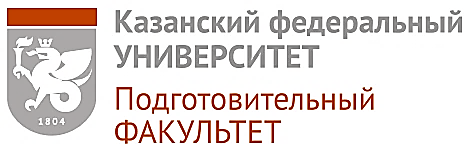 Казанский федеральный
УНИВЕРСИТЕТ
Подготовительный
ФАКУЛЬТЕТ
1804